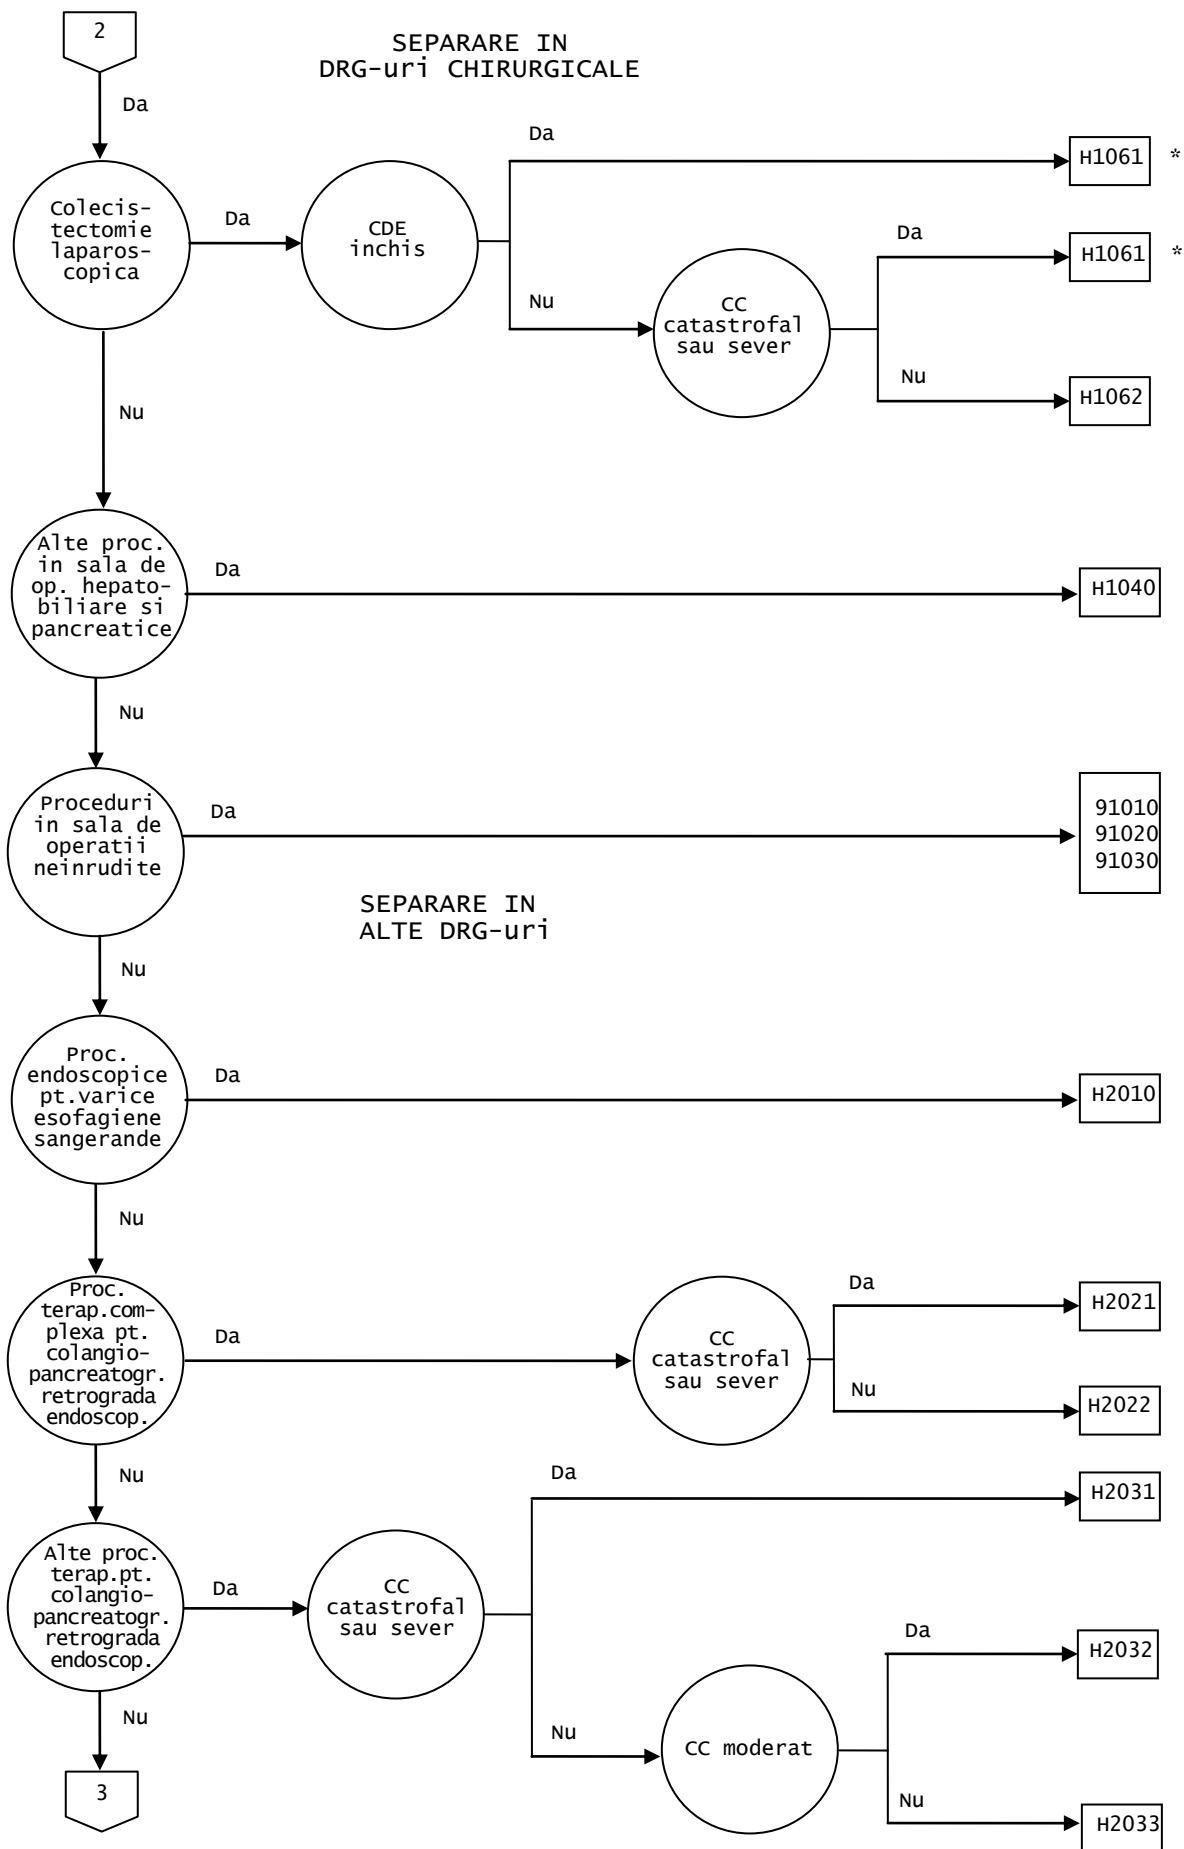 2
SEPARARE IN
DRG-uri CHIRURGICALE
Da
Da
H1061 *
Colecis-
tectomie
laparos-
copica
Da
CDE
inchis
Da
H1061 *
Nu
CC
catastrofal
sau sever
Nu
H1062
Nu
Alte proc.
in sala de
op. hepato-
biliare si
pancreatice
Da
H1040
Nu
Proceduri
in sala de
operatii
neinrudite
Da
91010
91020
91030
SEPARARE IN
ALTE DRG-uri
Nu
Proc.
endoscopice
pt.varice
esofagiene
sangerande
Da
H2010
Nu
Proc.
terap.com-
plexa pt.
colangio-
pancreatogr.
retrograda
endoscop.
Da
CC
catastrofal
sau sever
Da
H2021
Nu
H2022
Nu
Da
H2031
Alte proc.
terap.pt.
colangio-
pancreatogr.
retrograda
endoscop.
Da
CC
catastrofal
sau sever
Da
H2032
Nu
CC moderat
Nu
H2033
Nu
3